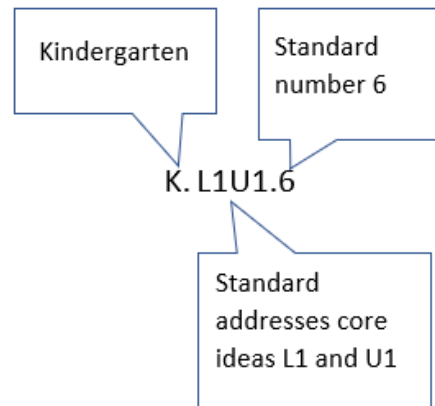 Kindergarten
Standard
number 6
K. L1U1.6
Standard
addresses core
ideas L1 and U1